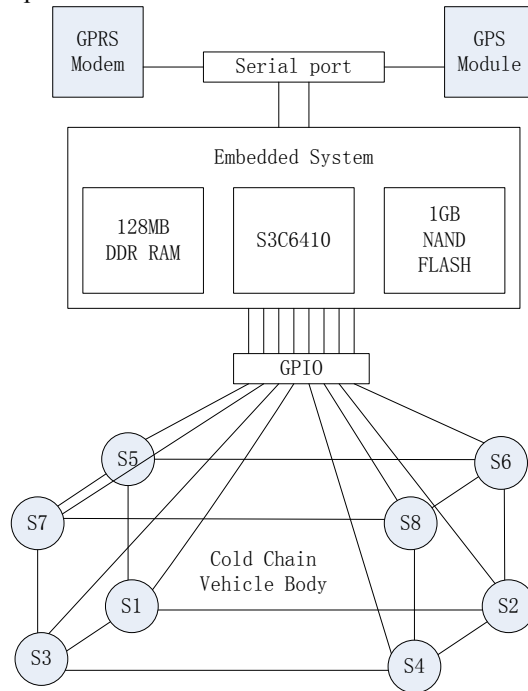 GPRS
Modem
Serial port
GPS
Module
Embedded System
128MB
DDR RAM
S3C6410
1GB
NAND
FLASH
GPIO
S5
S6
S7
S8
Cold Chain
Vehicle Body
S1
S2
S3
S4